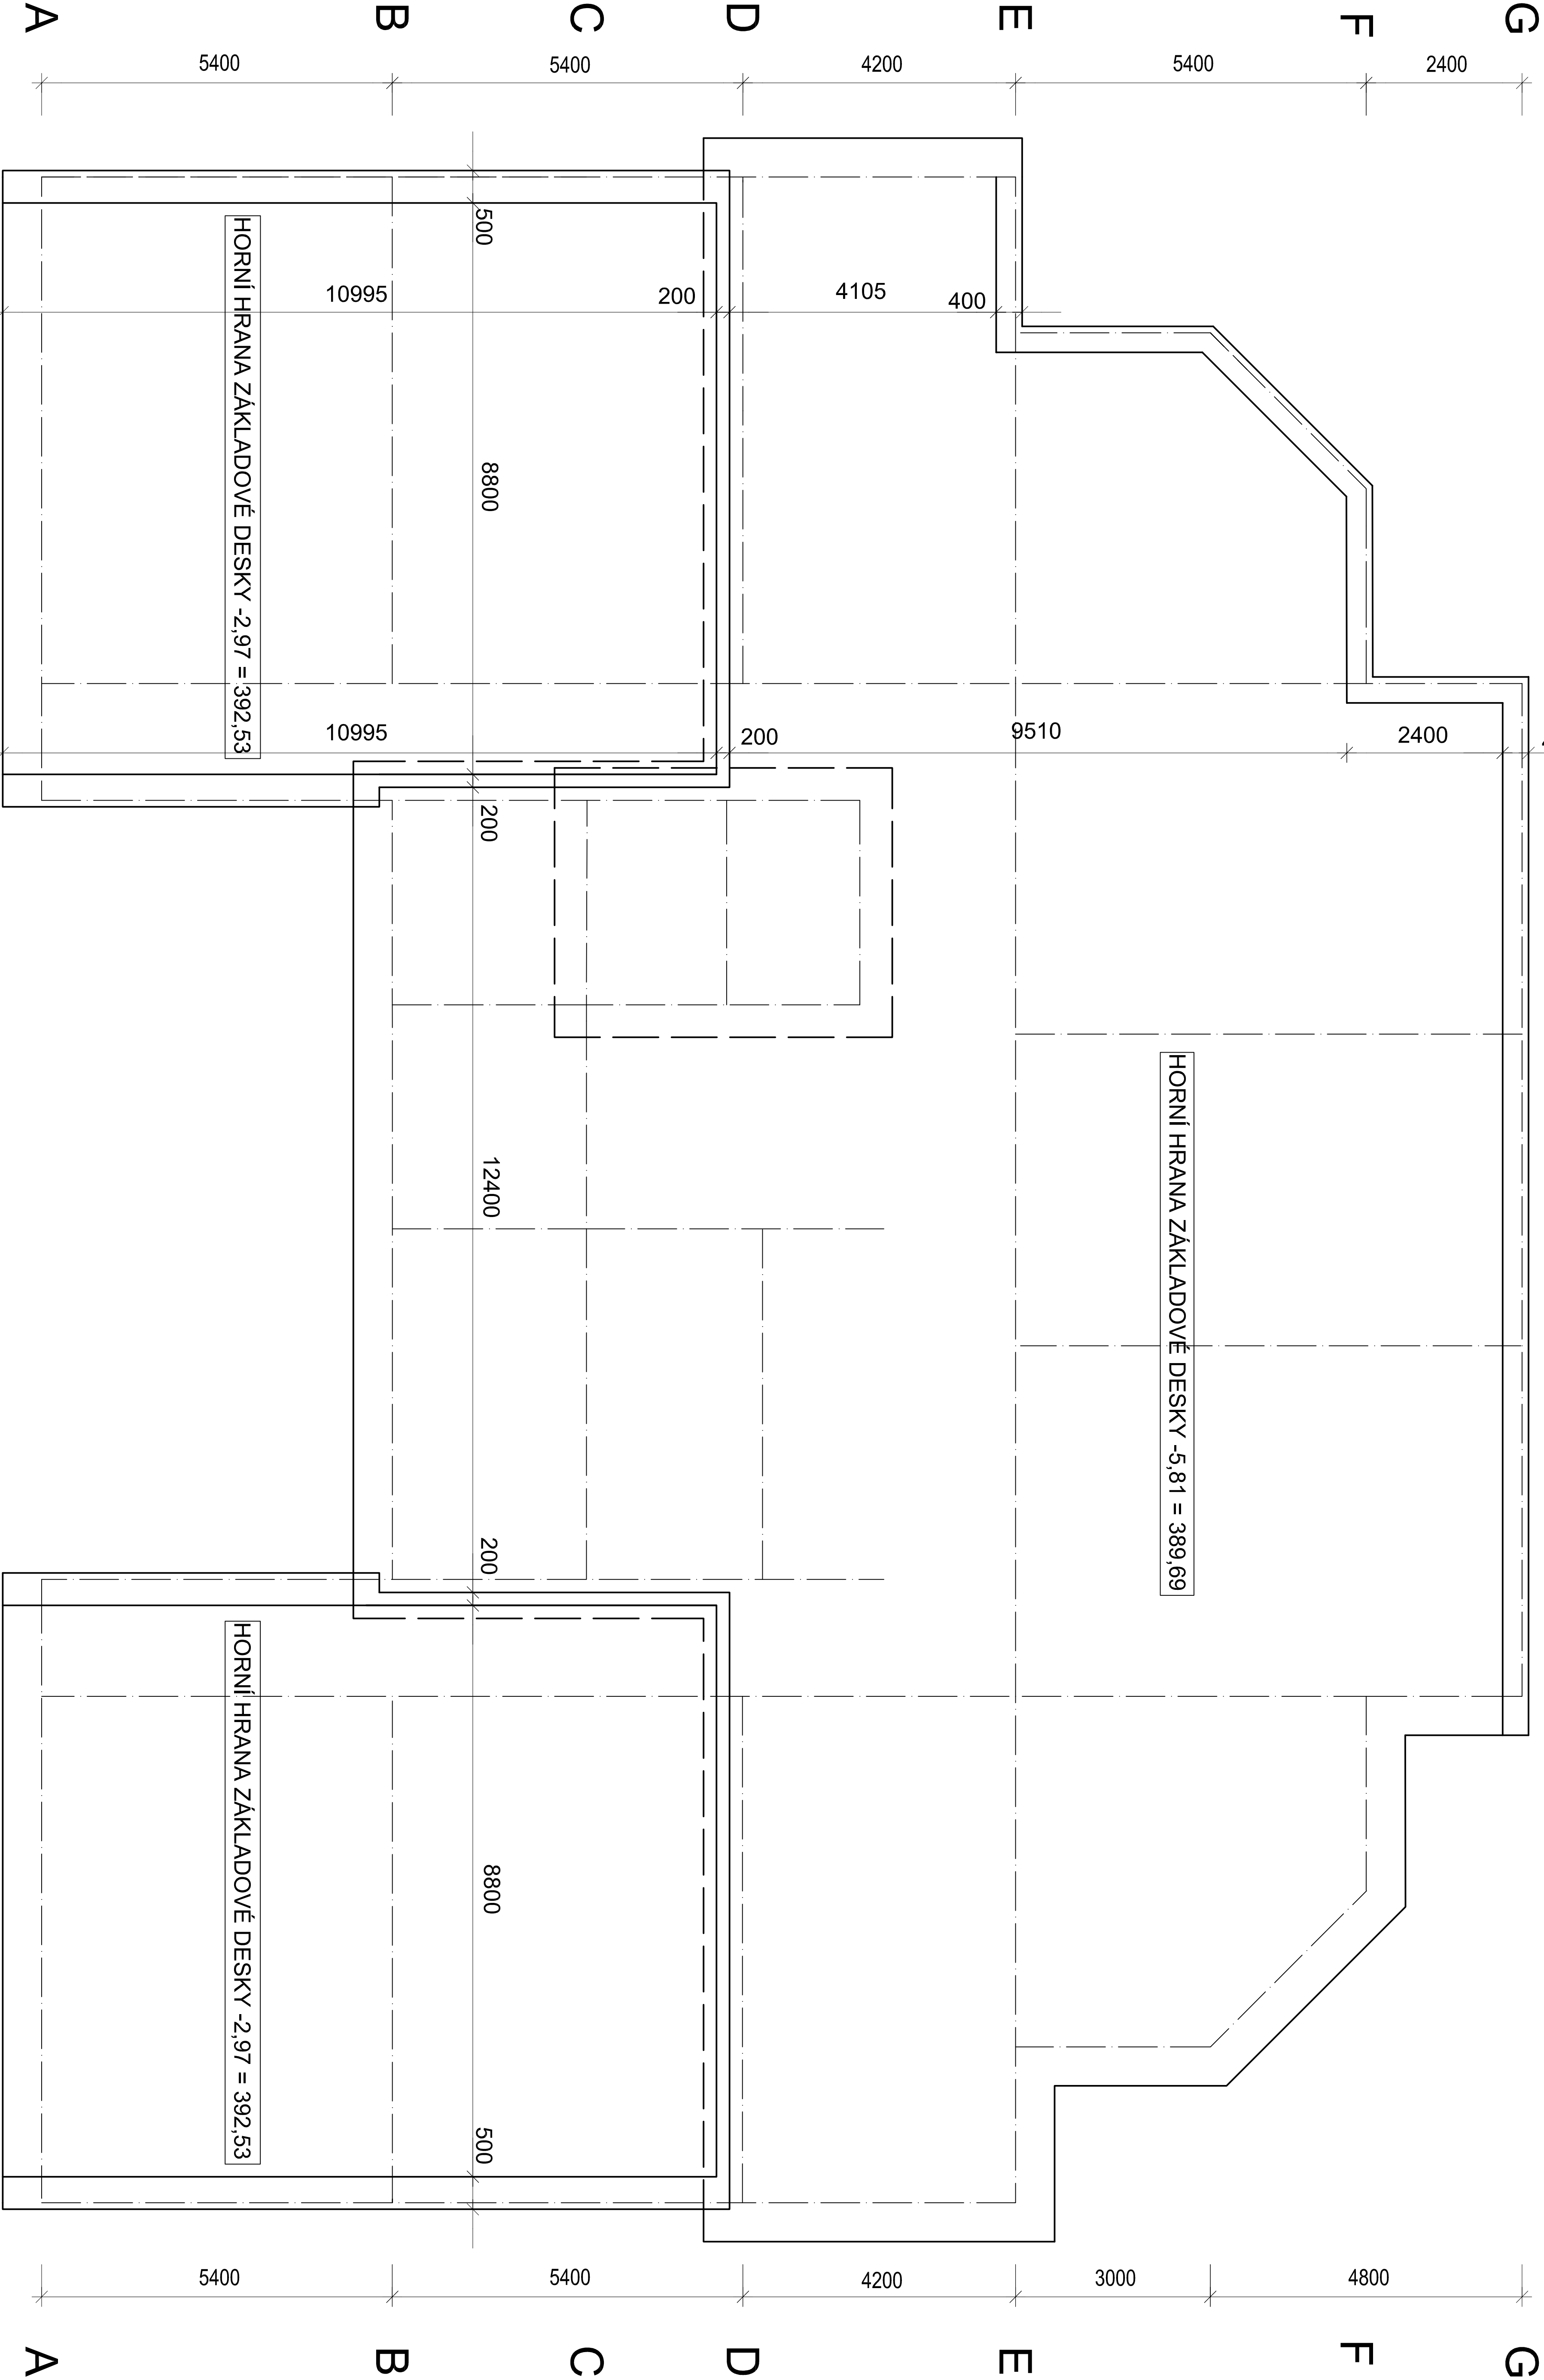 A
B
C
D
E
F
G
5400
5400
4200
5400
2400
500
10995
200
4105
400
HORNÍ HRANA ZÁKLADOVÉ DESKY -2,97 = 392,53
8800
10995
200
9510
2400
200
12400
HORNÍ HRANA ZÁKLADOVÉ DESKY -5,81 = 389,69
200
HORNÍ HRANA ZÁKLADOVÉ DESKY -2,97 = 392,53
8800
500
5400
5400
4200
3000
4800
A
B
C
D
E
F
G